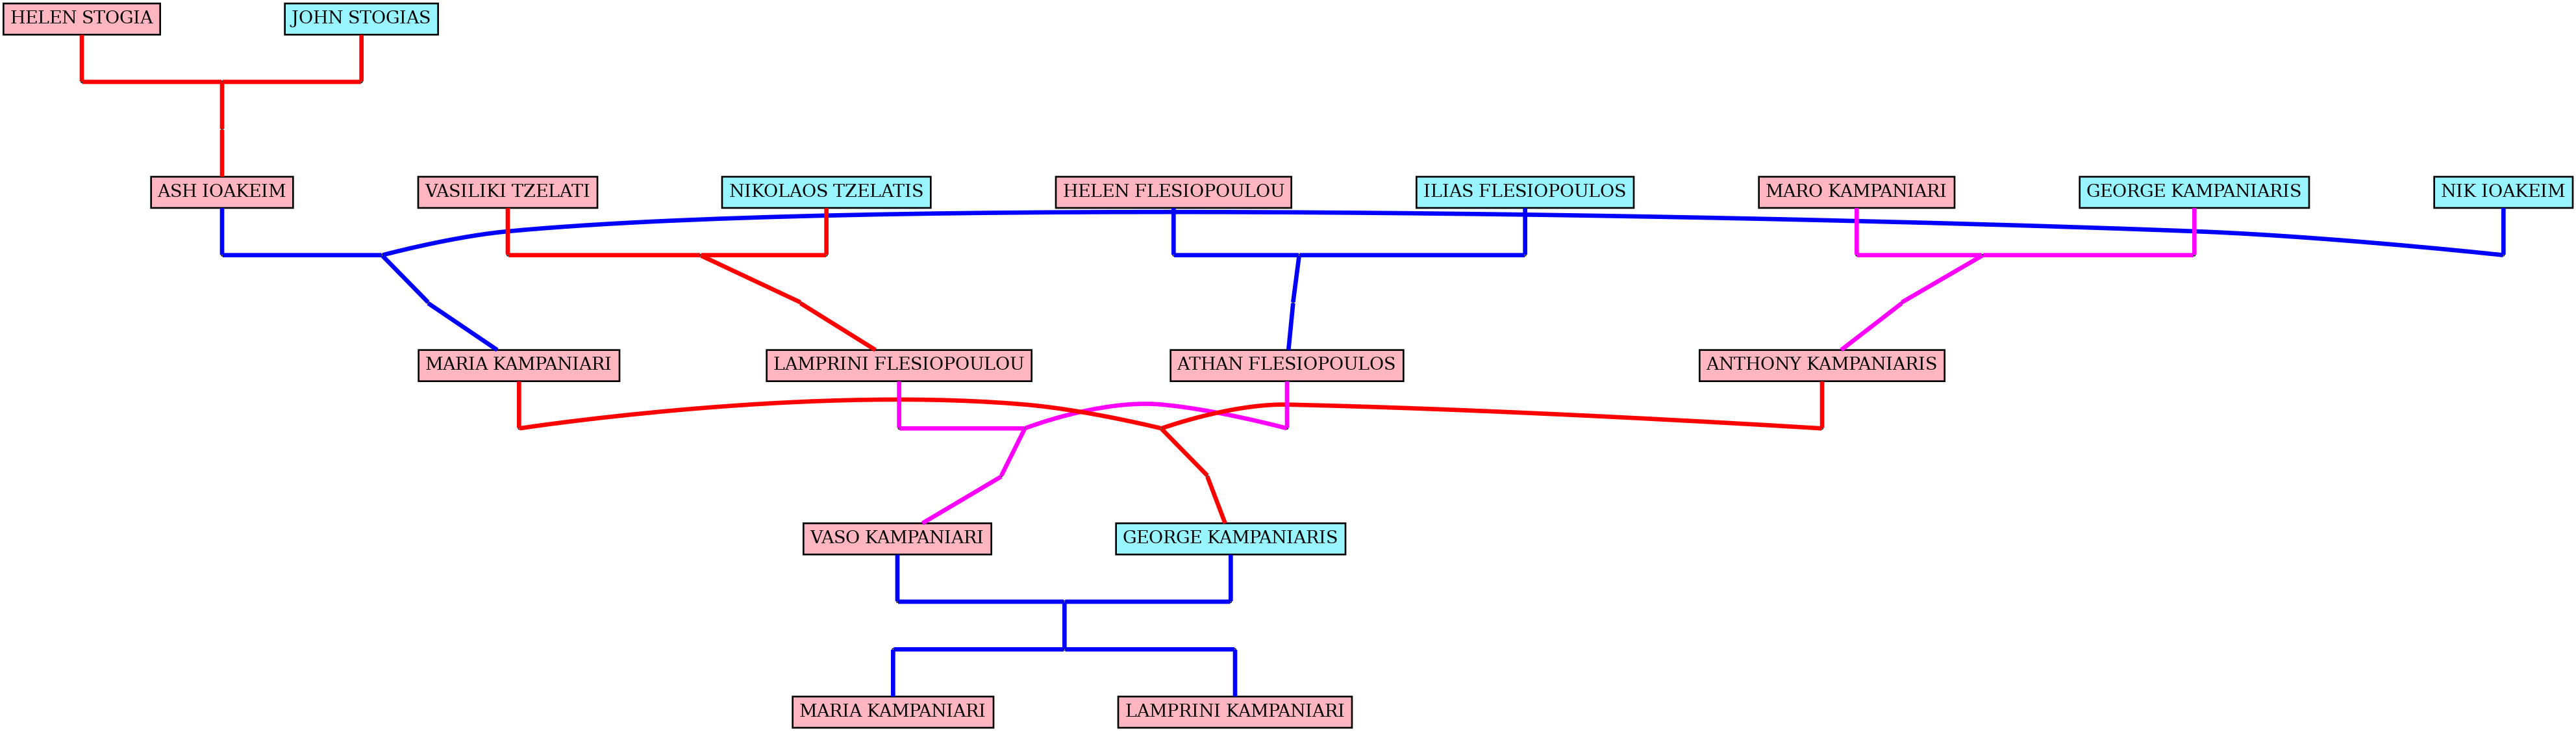 HELEN STOGIA
JOHN STOGIAS
ASH IOAKEIM
VASILIKI TZELATI
NIKOLAOS TZELATIS
HELEN FLESIOPOULOU
ILIAS FLESIOPOULOS
MARO KAMPANIARI
GEORGE KAMPANIARIS
NIK IOAKEIM
MARIA KAMPANIARI
LAMPRINI FLESIOPOULOU
ATHAN FLESIOPOULOS
ANTHONY KAMPANIARIS
VASO KAMPANIARI
GEORGE KAMPANIARIS
MARIA KAMPANIARI
LAMPRINI KAMPANIARI